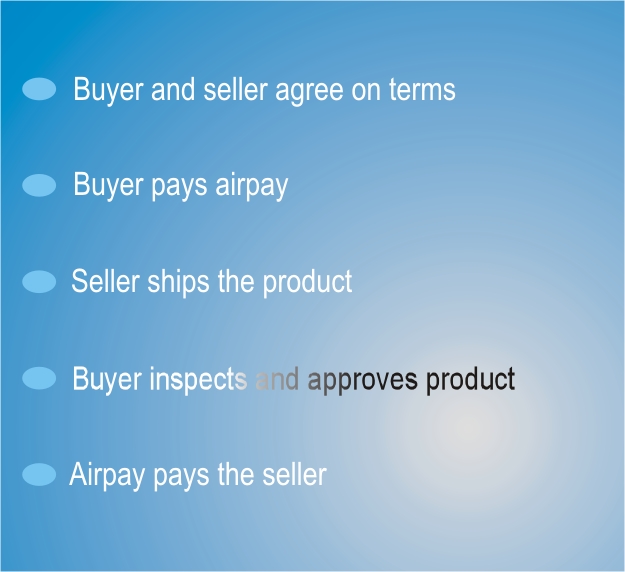 Buyer and seller agree on terms
Buyer pays airpay
Seller ships the product
Buyer inspects and approves product
Airpay pays the seller